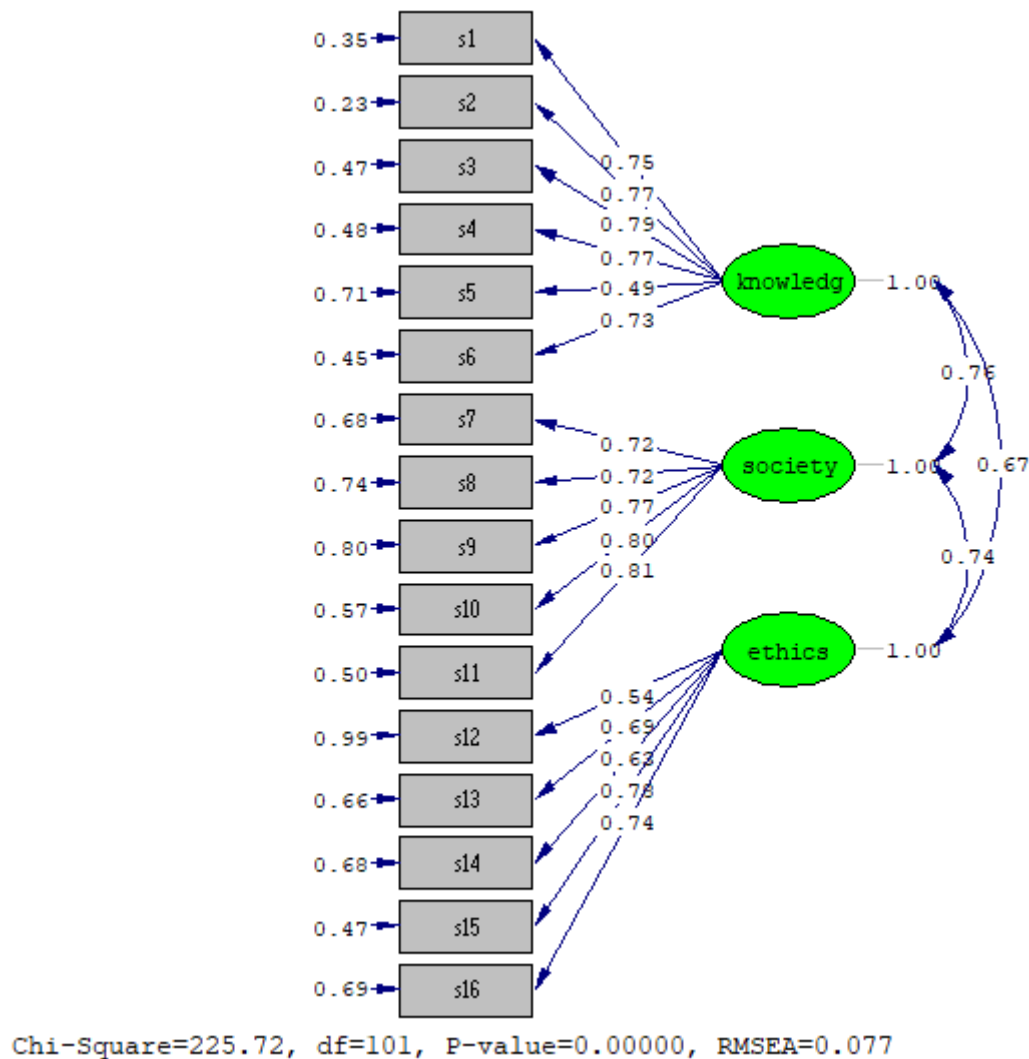 0.35 s1
0.23 s2
0.47 s3
0.75
0.77
0.48 s4
0.79
0.77
0.71 s5
0.49
knowledg 1.00
0.73
0.45 s6
0.76
0.68 s7
0.72
0.74 s8
0.72
society 1.00 0.67
0.77
0.80 s9
0.80
0.81
0.74
0.57 s10
0.50 s11
ethics 1.00
0.54
0.99 s12
0.69
0.63
0.66 s13
0.78
0.74
0.68 s14
0.47 s15
0.69 s16
Chi-Square=225.72, df=101, P-value=0.00000, RMSEA=0.077